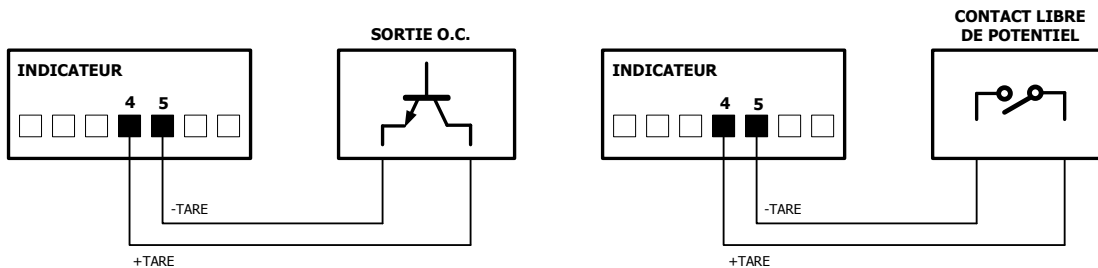 SORTIE O.C.
INDICATEUR
4 5
-TARE
+TARE
CONTACT LIBRE
DE POTENTIEL
INDICATEUR
4 5
-TARE
+TARE